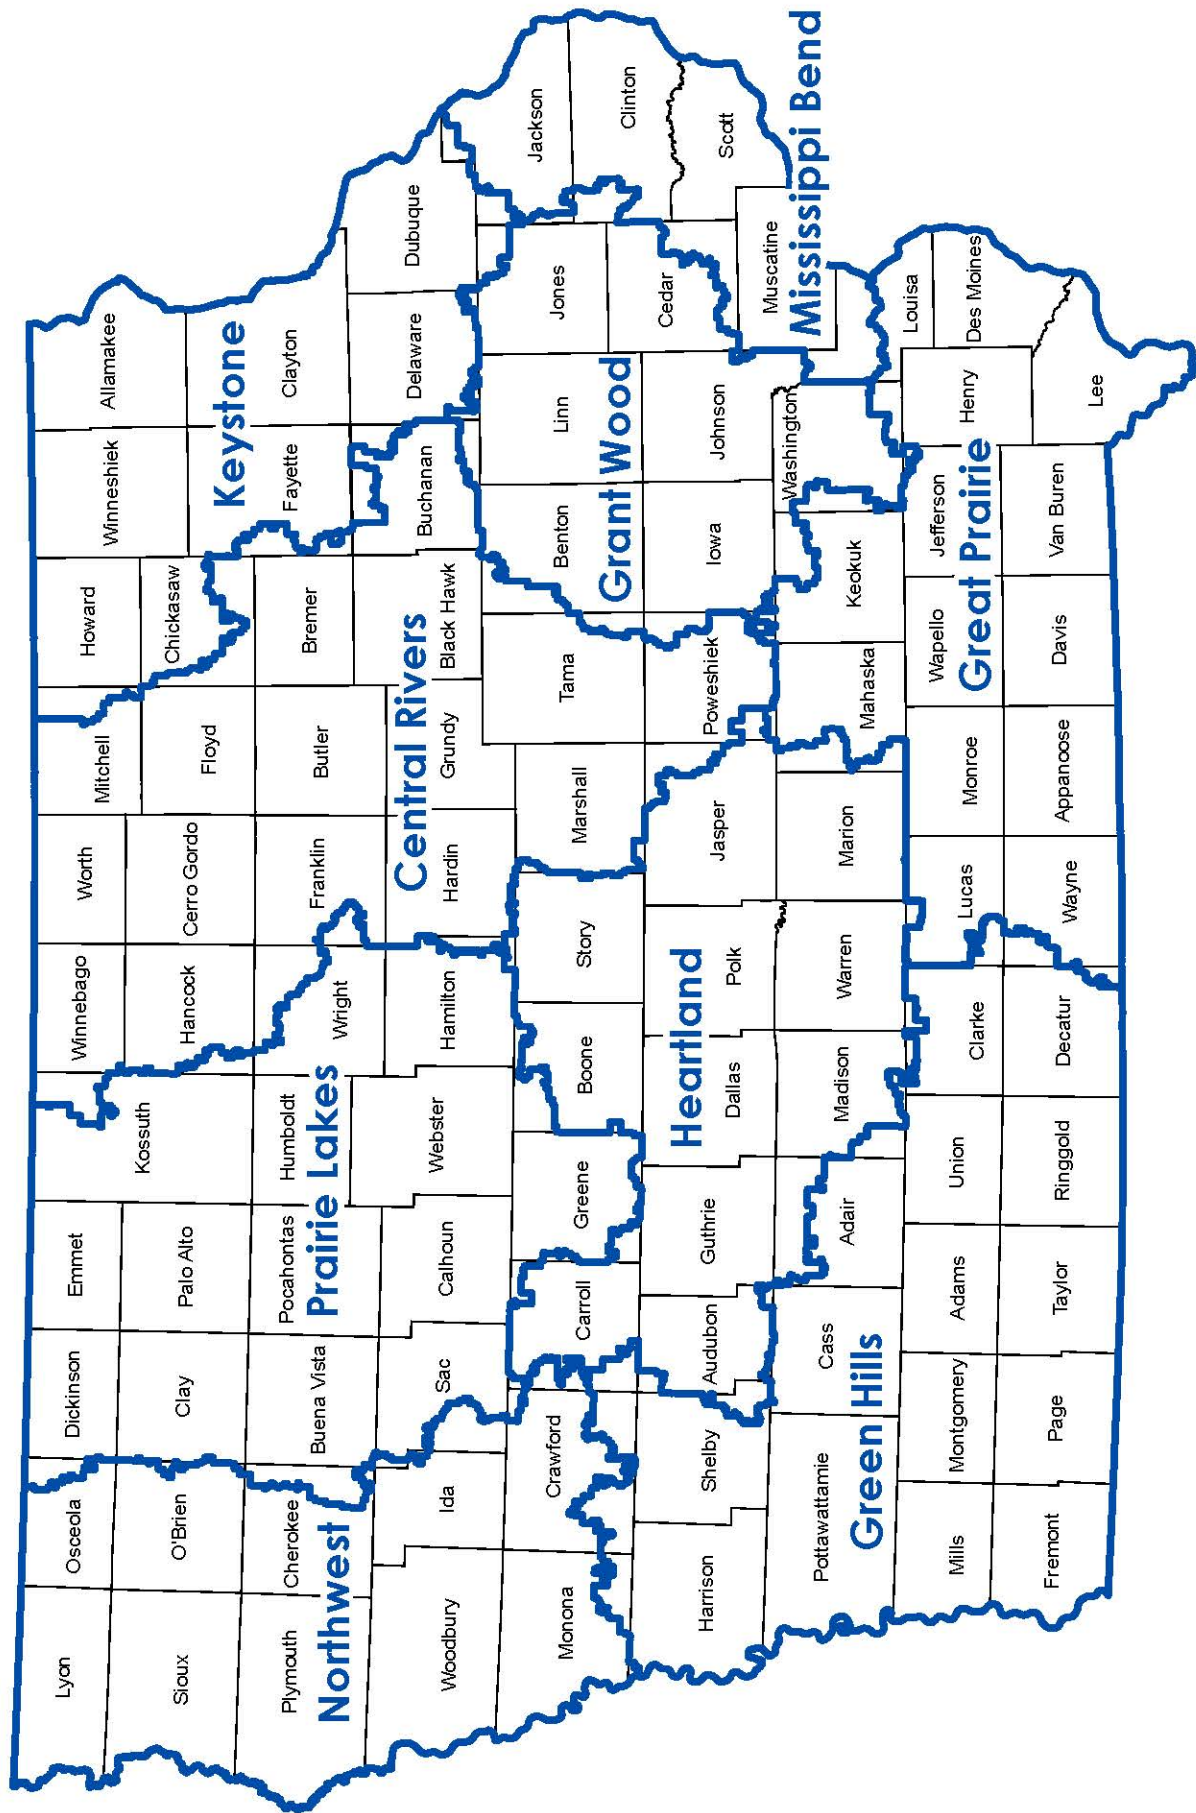 Lyon
Osceola
Dickinson
Emmet
Kossuth
Winnebago
Worth
Mitchell
Howard
Winneshiek
Allamakee
Sioux
O'Brien
Clay
Palo Alto
Hancock
Cerro Gordo
Floyd
Chickasaw
Keystone
Plymouth
Cherokee
Buena Vista
Pocahontas
Humboldt
Wright
Franklin
Butler
Bremer
Fayette
Clayton
Northwest
Prairie Lakes
Central Rivers
Woodbury
Ida
Sac
Calhoun
Webster
Hamilton
Hardin
Grundy
Black Hawk
Buchanan
Delaware
Dubuque
Monona
Crawford
Carroll
Greene
Boone
Story
Marshall
Tama
Benton
Linn
Jones
Jackson
Grant Wood
Clinton
Harrison
Shelby
Audubon
Guthrie
Dallas
Polk
Jasper
Poweshiek
Iowa
Johnson
Cedar
Scott
Heartland
Muscatine
Mississippi Bend
Pottawattamie
Cass
Adair
Madison
Warren
Marion
Mahaska
Keokuk
Washington
Louisa
Green Hills
Mills
Montgomery
Adams
Union
Clarke
Lucas
Monroe
Wapello
Jefferson
Henry
Des Moines
Great Prairie
Fremont
Page
Taylor
Ringgold
Decatur
Wayne
Appanoose
Davis
Van Buren
Lee